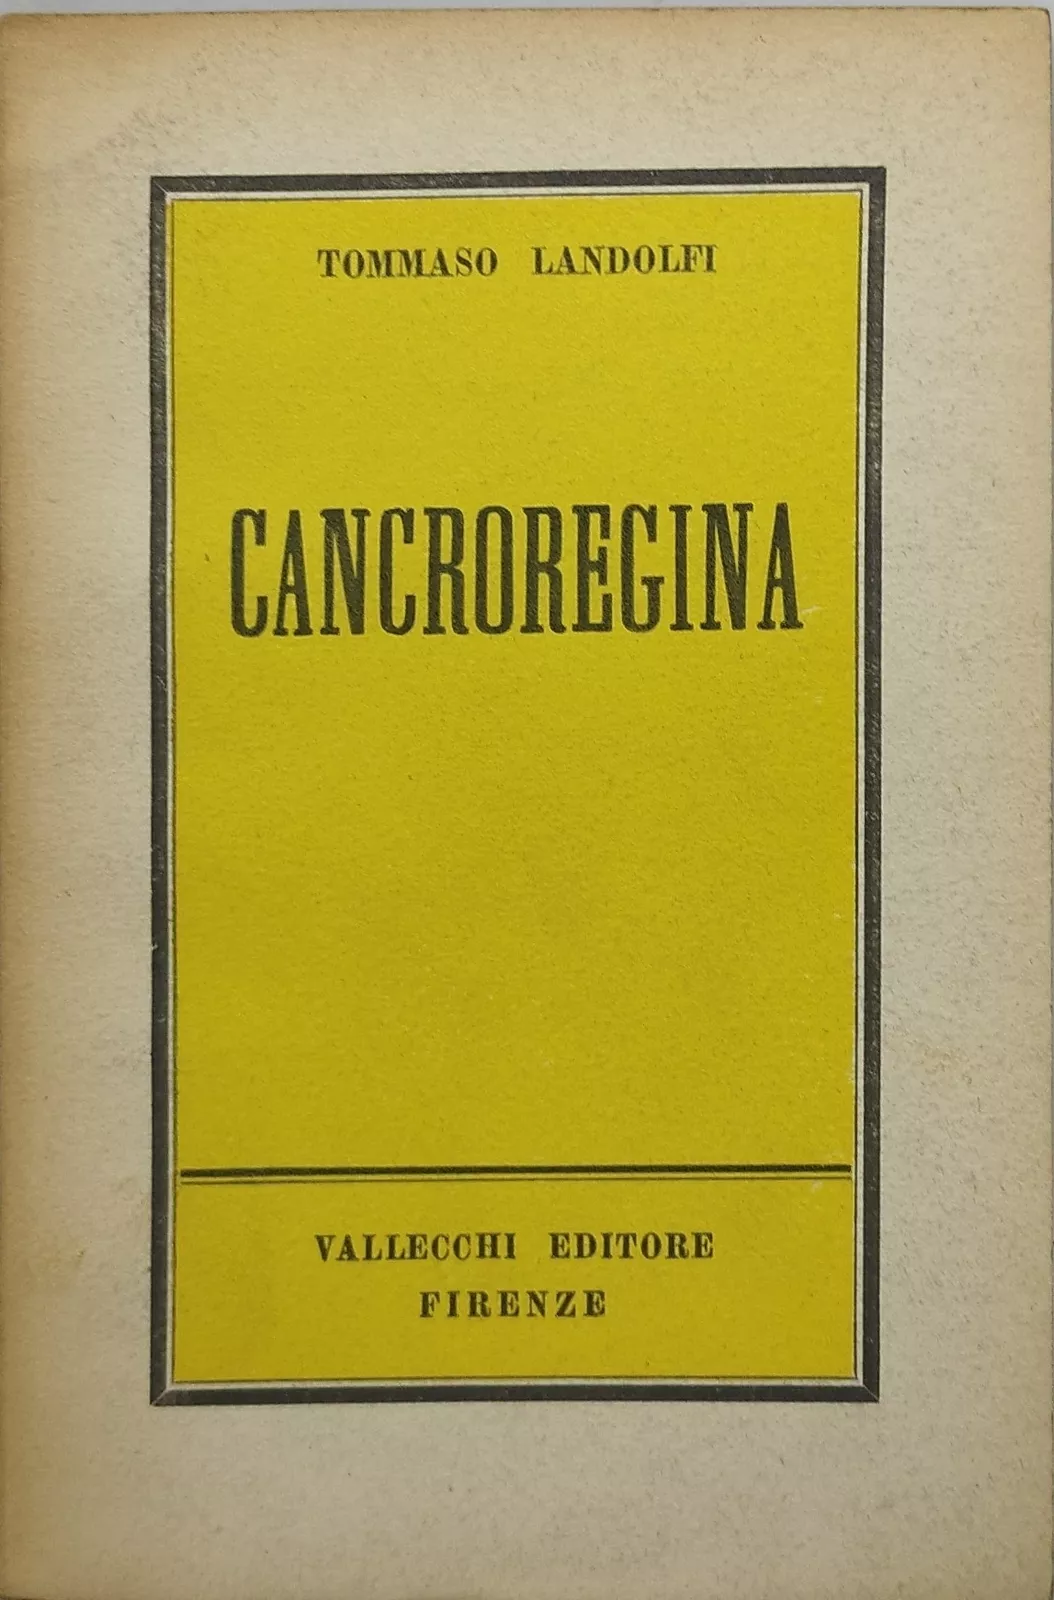 TOMMASO LANDOLFI
CANCROREGINA
VALLECCHI EDITORE
FIRENZE